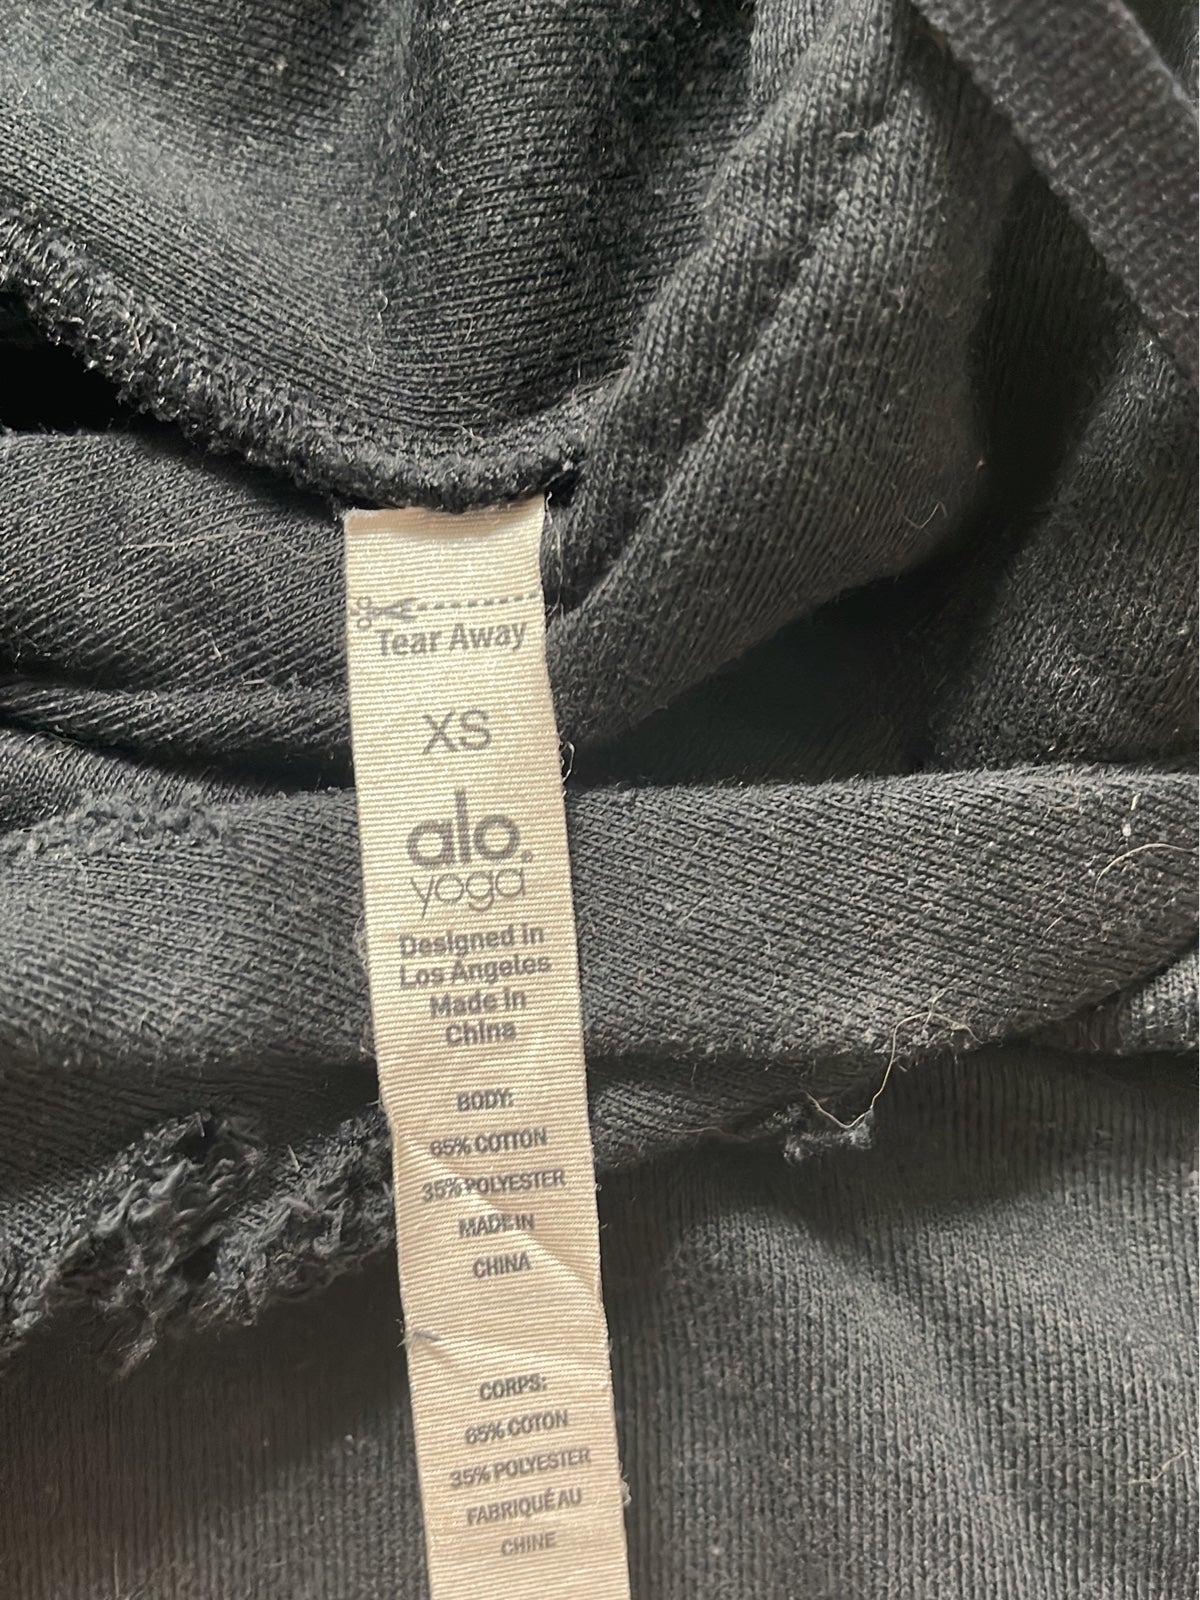 Tear Away
XS
alo®
yoga
Designed in
Los Angeles
Made in
China
BODY:
65% COTTON
35% POLYESTER
MADE IN
CHINA
CORPS:
65% COTON
35% POLYESTER
FABRIQUÉ AU
CHINE